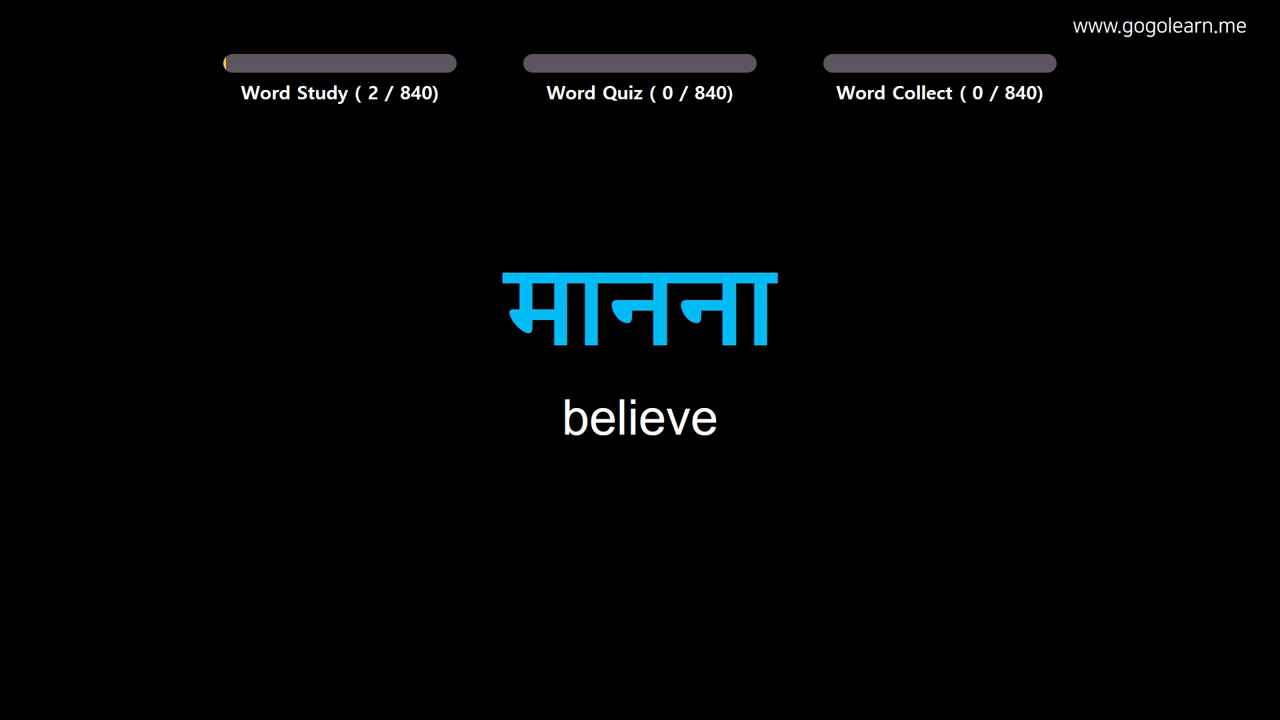 www.gogolearn.me
Word Study ( 2 / 840)
Word Quiz ( 0 / 840)
Word Collect ( 0 / 840)
मानना
believe